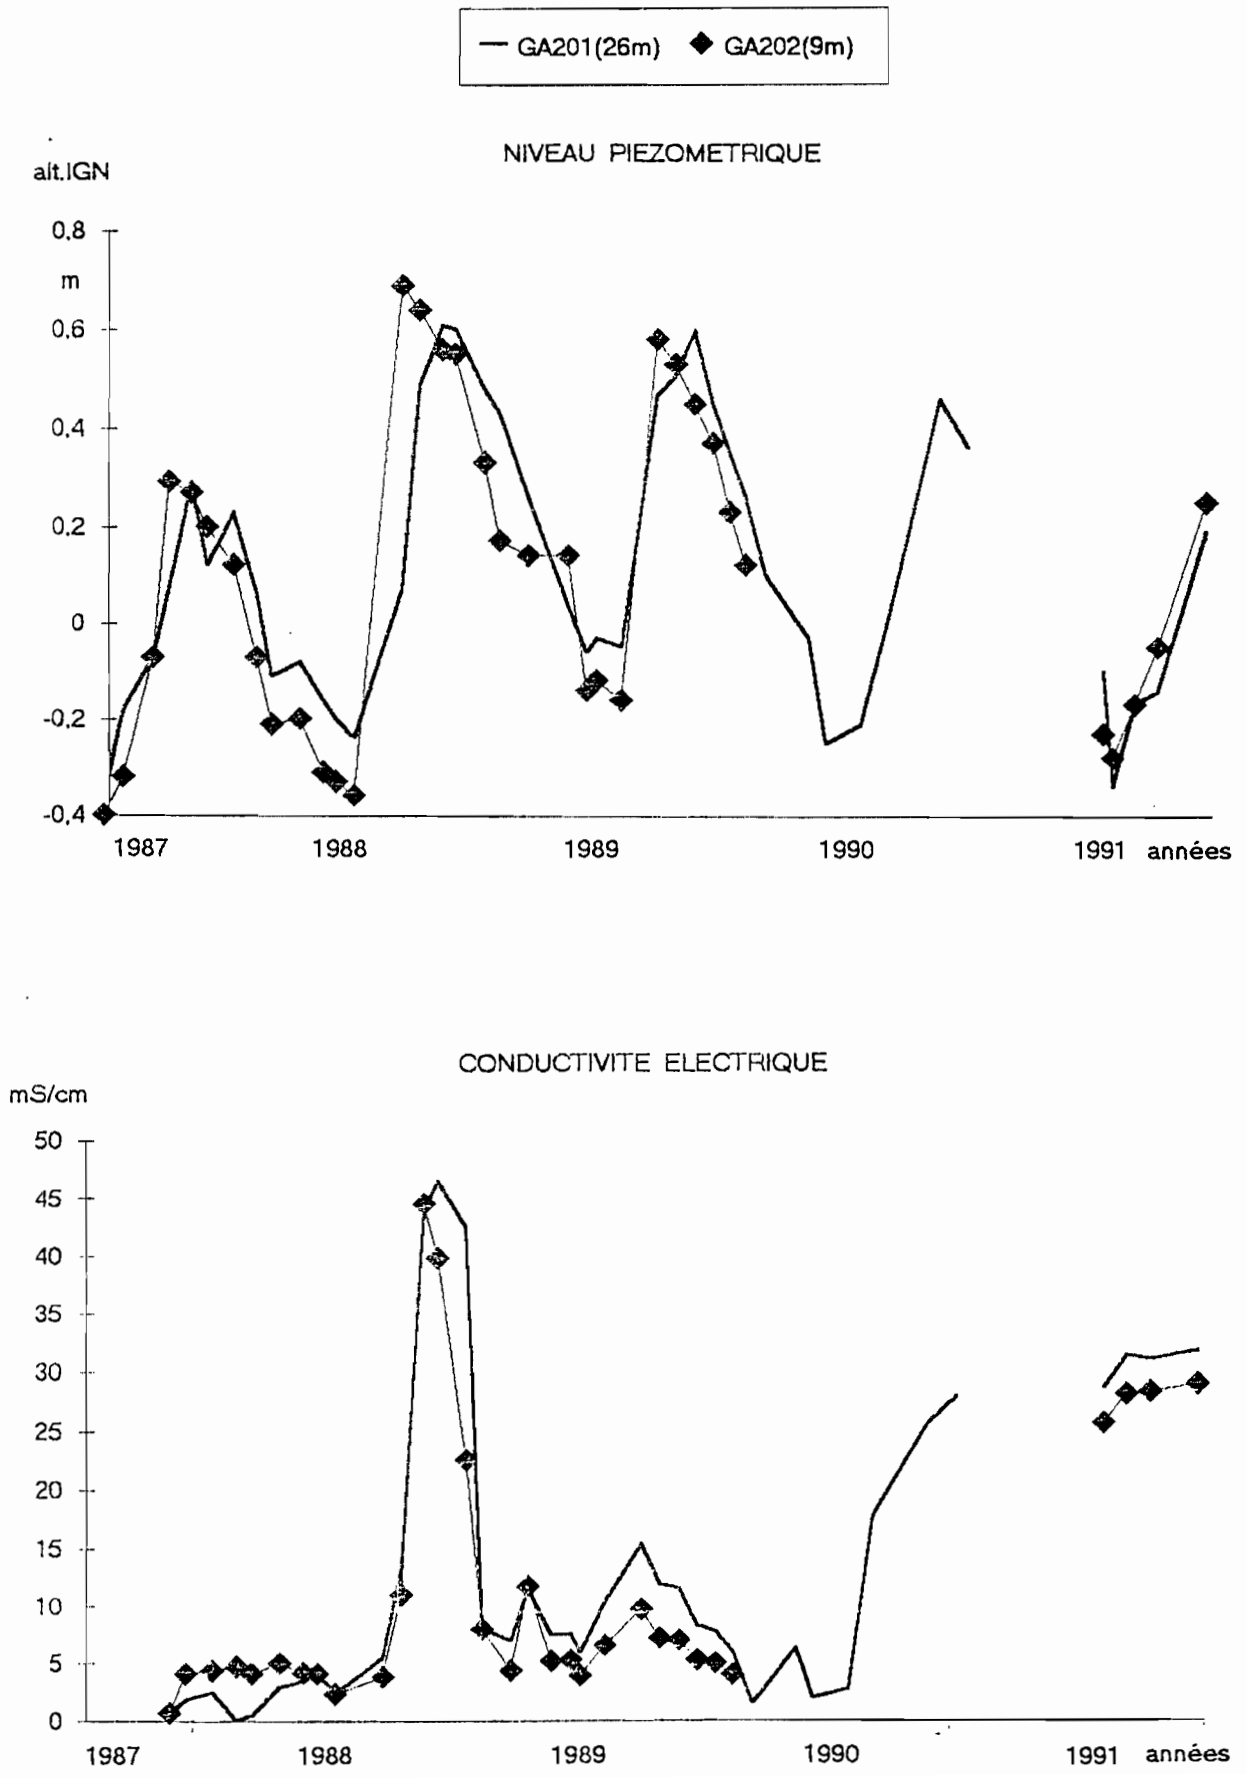 GA201(26m) GA202(9m)
NIVEAU PIEZOMETRIQUE
alt.IGN
0,8
m
0,6
0,4
0,2
0
-0,2
-0,4
1987 1988 1989 1990 1991 années
CONDUCTIVITE ELECTRIQUE
mS/cm
50
45
40
35
30
25
20
15
10
5
0
1987 1988 1989 1990 1991 années